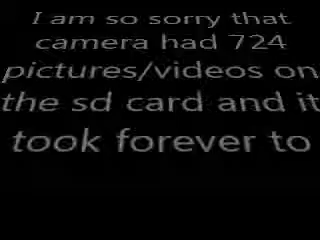 I am so sorry that
camera had 724
pictures/videos on
the sd card and it
took forever to